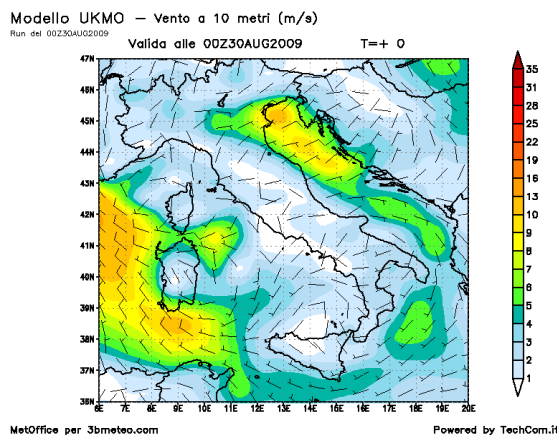 Modello UKMO – Vento a 10 metri (m/s)
Run del 00Z30AUG2009
Valida alle 00Z30AUG2009 T=+ 0
47N
46N
45N
44N
43N
42N
41N
40N
39N
38N
37N
36N
6E 7E 8E 9E 10E 11E 12E 13E 14E 15E 16E 17E 18E 19E 20E
35
31
28
25
22
19
16
13
10
9
8
7
6
5
4
3
2
1
MetOffice per 3bmeteo.com Powered by TechCom.it